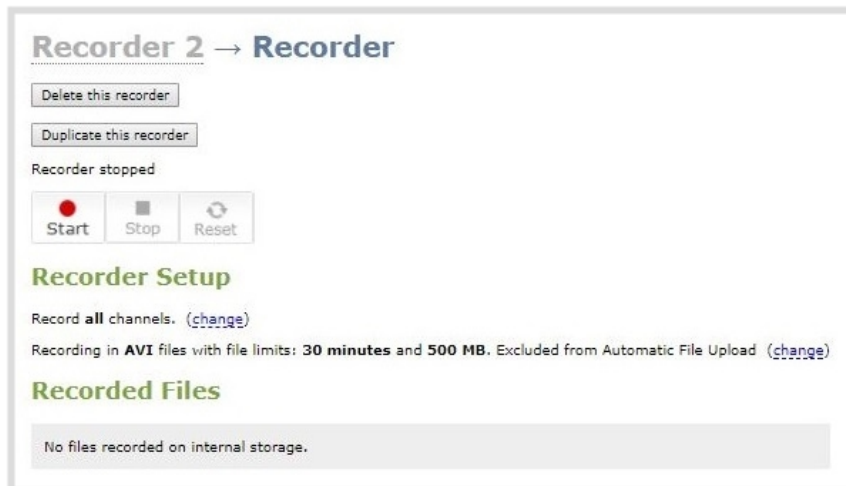 Recorder 2 → Recorder
Delete this recorder
Duplicate this recorder
Recorder stopped
Start Stop Reset
Recorder Setup
Record all channels. (change)
Recording in AVI files with file limits: 30 minutes and 500 MB. Excluded from Automatic File Upload (change)
Recorded Files
No files recorded on internal storage.